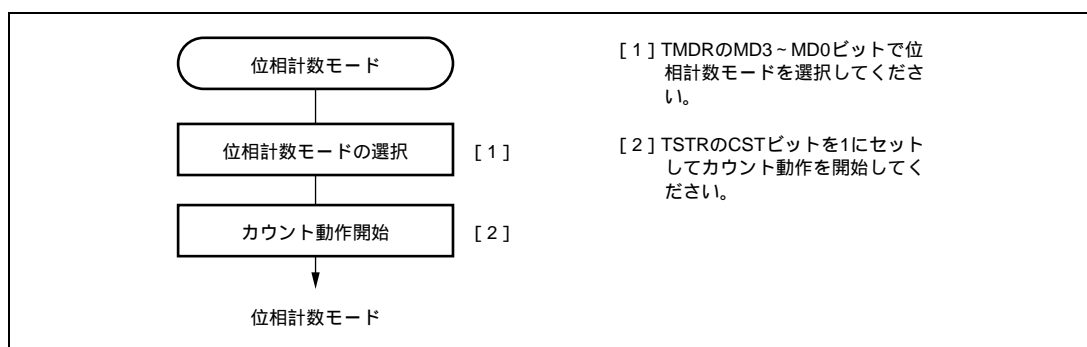 位相計数モード
位相計数モードの選択 [1]
カウント動作開始 [2]
位相計数モード
[1]TMDRのMD3~MD0ビットで位
相計数モードを選択してくださ
い。
[2]TSTRのCSTビットを1にセット
してカウント動作を開始してく
ださい。